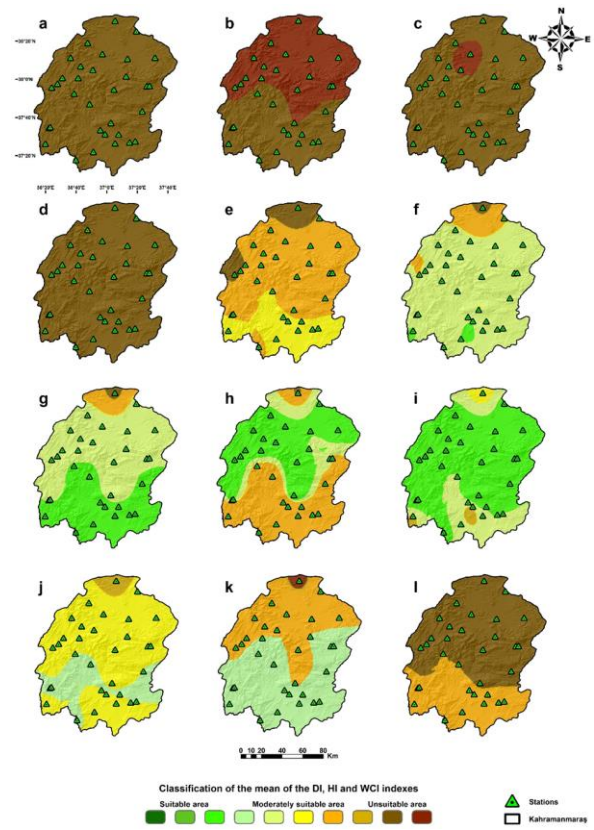 a
b
c
N
W E
S
38°20'N
38°0'N
37°40'N
37°20'N
36°20'E 36°40'E 37°0'E 37°20'E 37°40'E
d
e
f
g
h
i
j
k
l
0 10 20 40 60 80
Km
Classification of the mean of the DI, HI and WCI indexes
Suitable area Moderately suitable area Unsuitable area
Stations
Kahramanmaraş